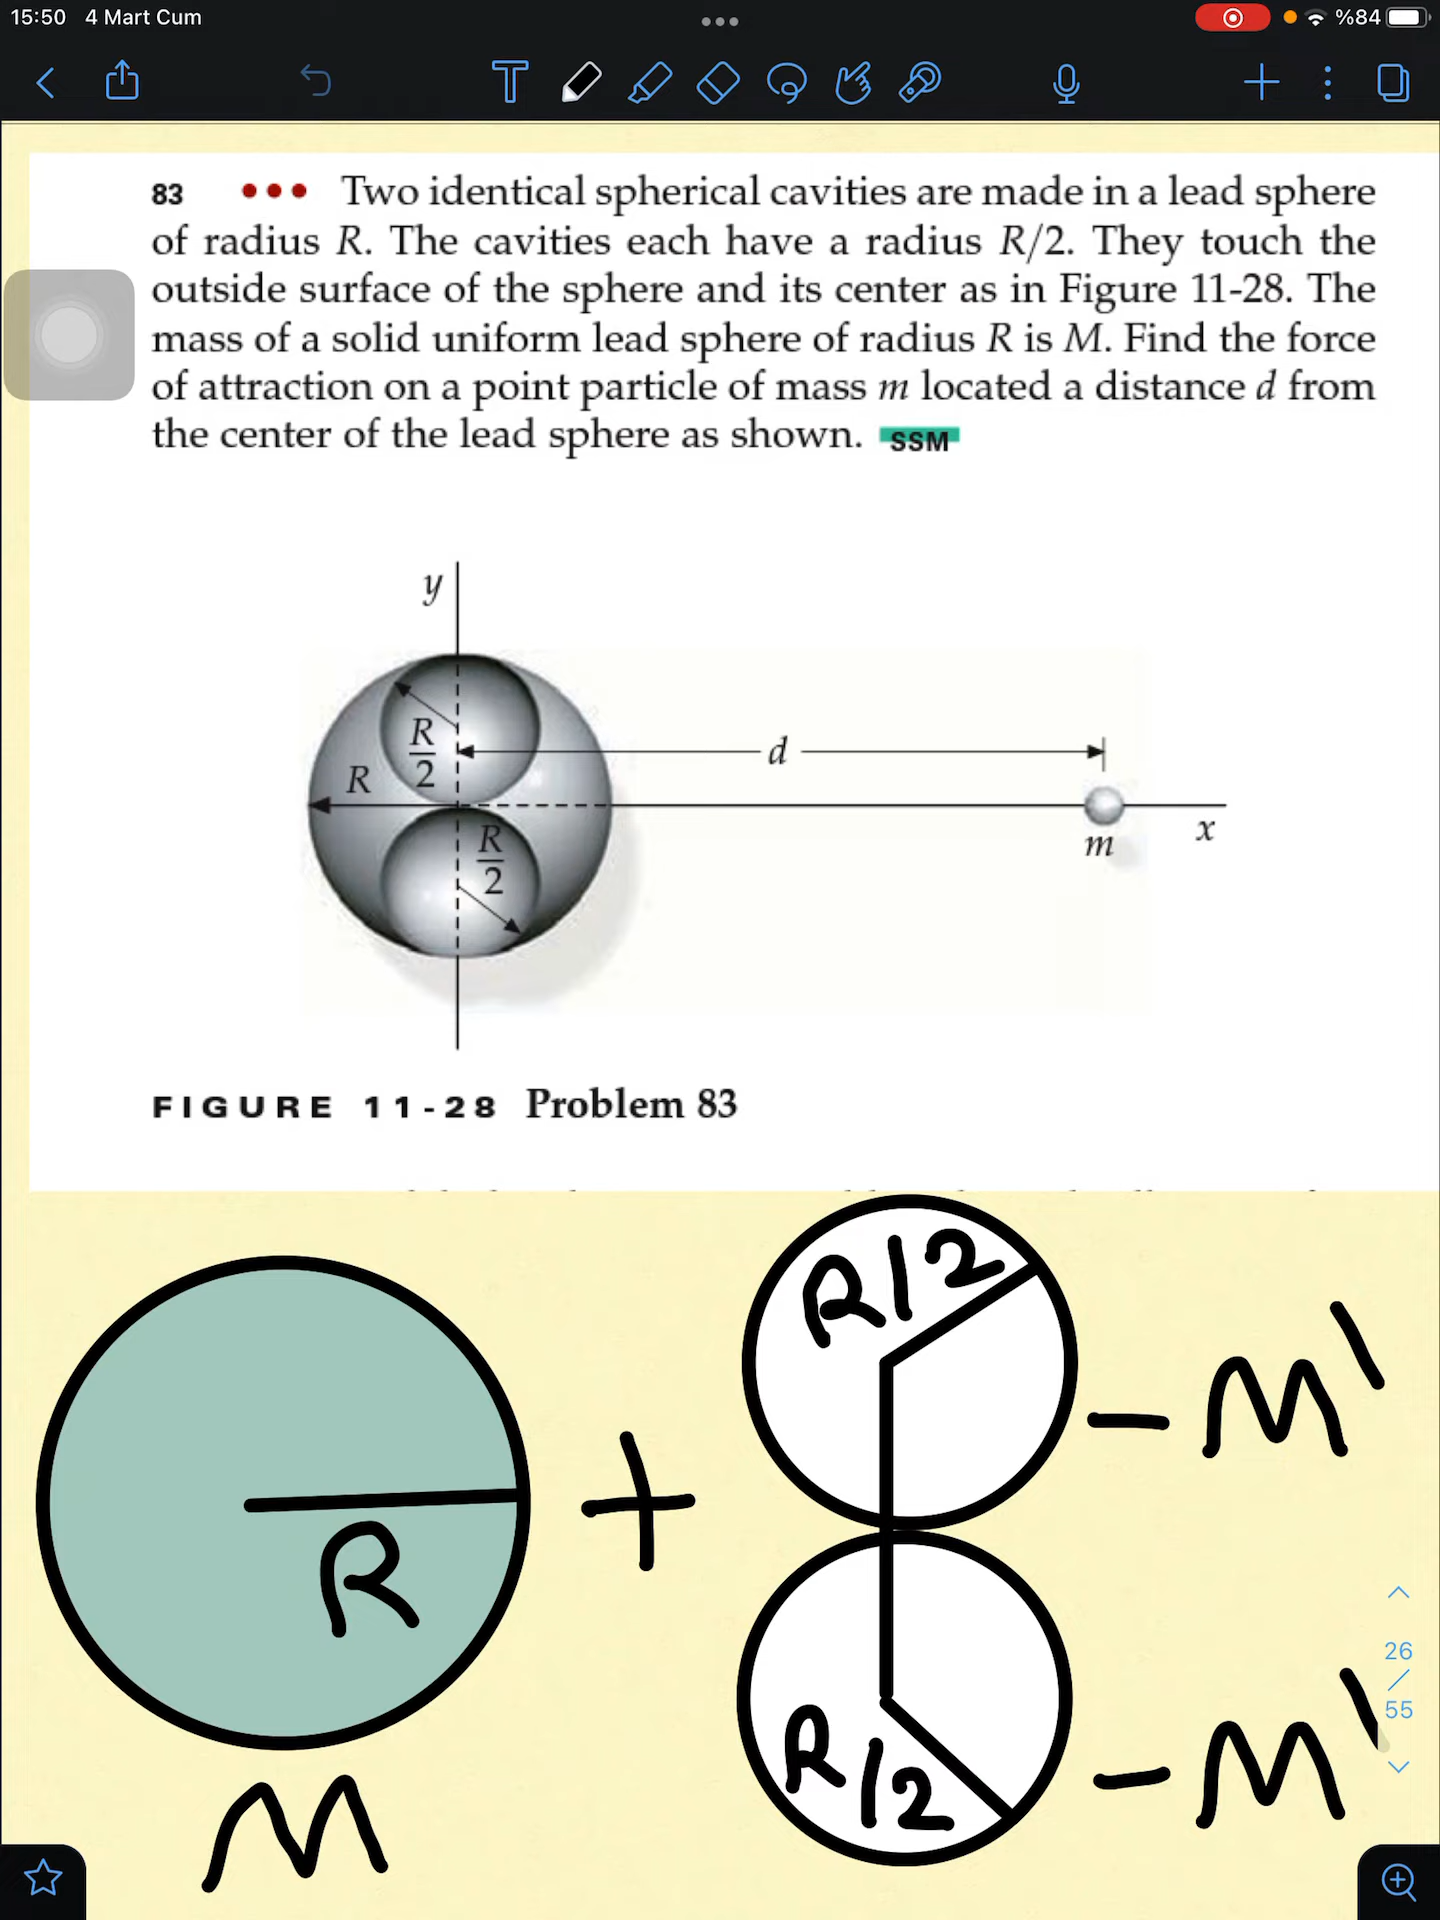 15:50 4 Mart Cum
%84
T
83 ••• Two identical spherical cavities are made in a lead sphere
of radius R. The cavities each have a radius R/2. They touch the
outside surface of the sphere and its center as in Figure 11-28. The
mass of a solid uniform lead sphere of radius R is M. Find the force
of attraction on a point particle of mass m located a distance d from
the center of the lead sphere as shown. SSM
y
R
2
d
R
R
2
m
x
FIGURE 11-28 Problem 83
R/2
- M'
+
R
26
/
55
R/2
- M'
M